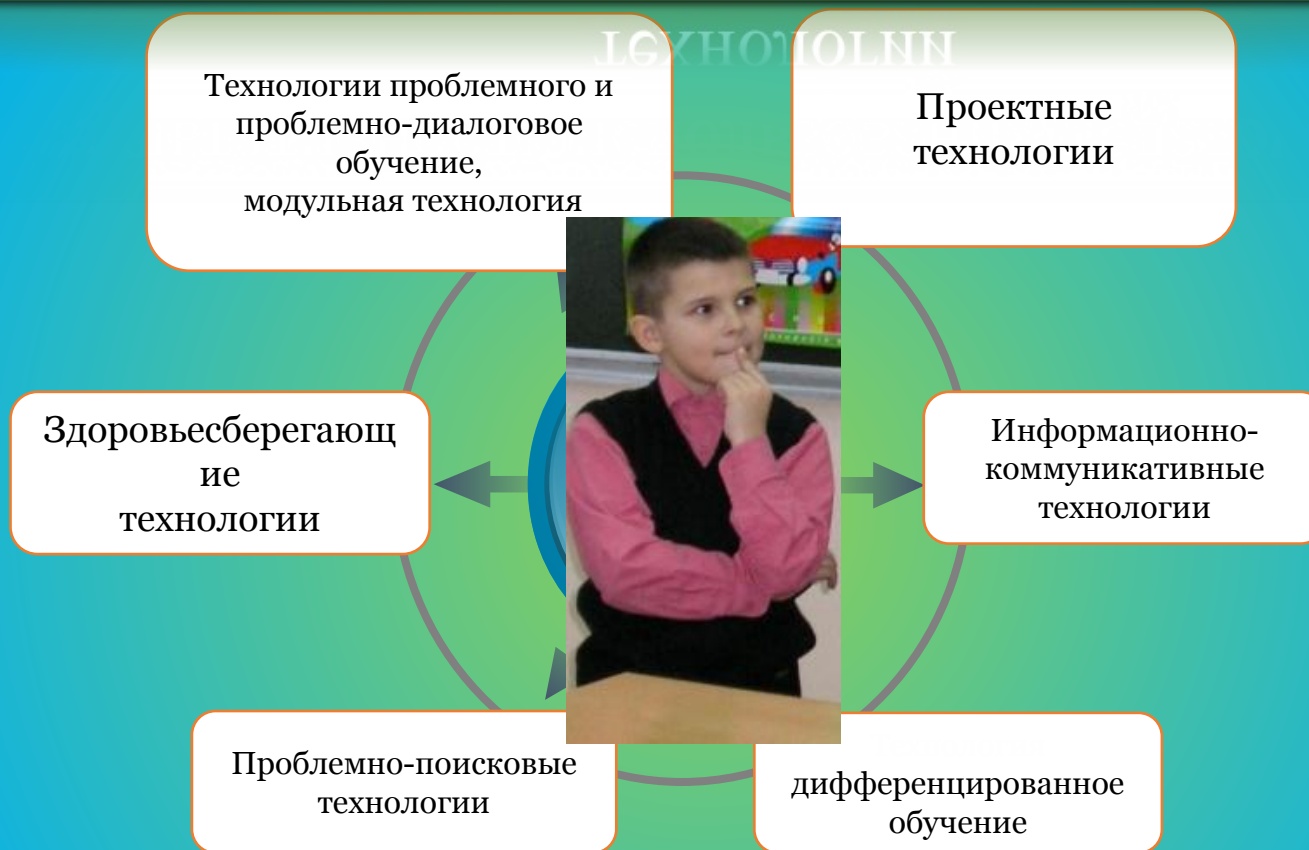 технологии
Технологии проблемного и
проблемно-диалоговое
обучение,
модульная технология
Проектные
технологии
Здоровьесберегающ
ие
технологии
Информационно-
коммуникативные
технологии
Проблемно-поисковые
технологии
дифференцированное
обучение